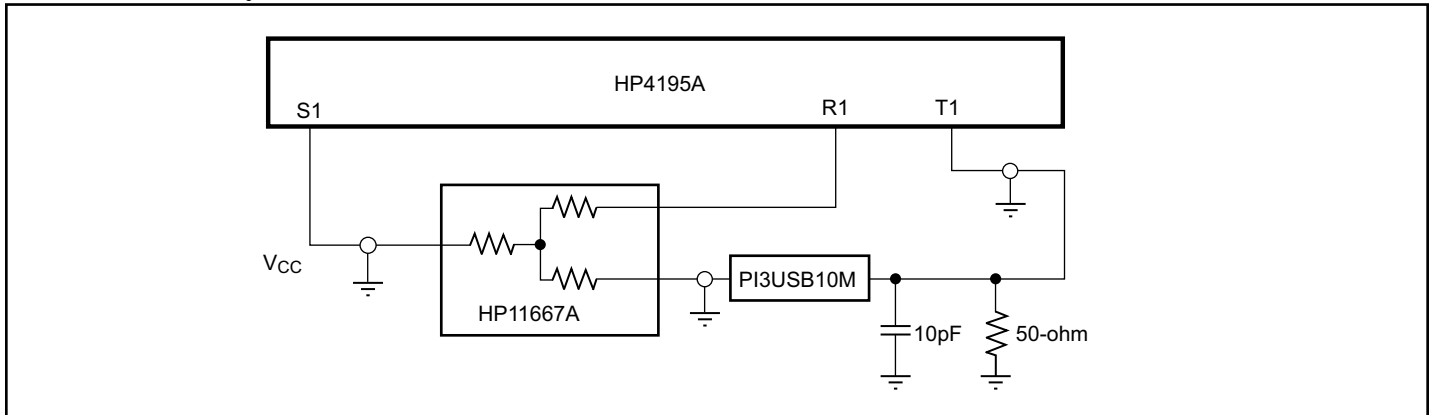 HP4195A
S1
R1
T1
VCC
HP11667A
PI3USB10M
10pF
50-ohm